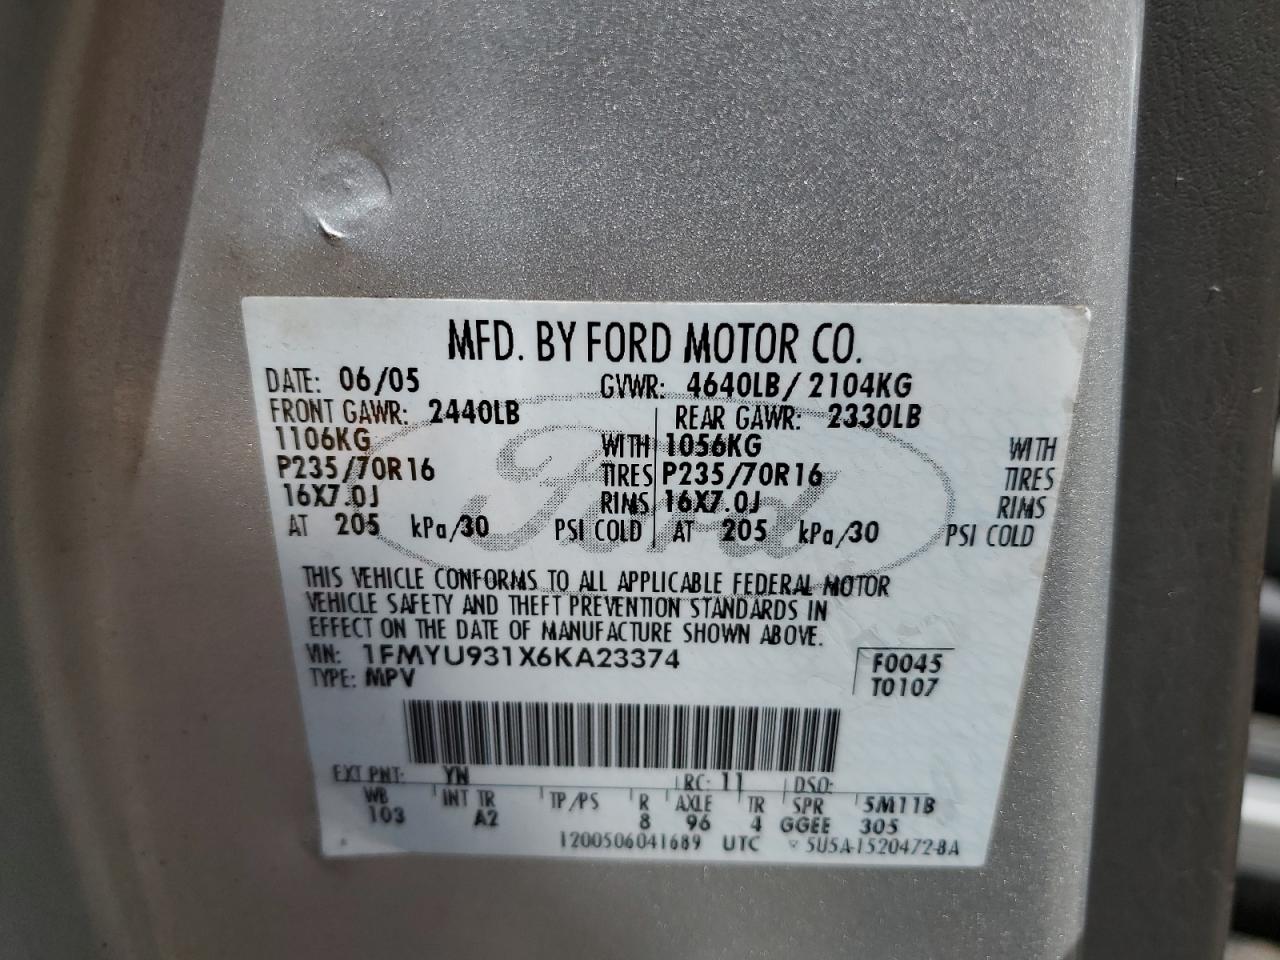 MFD. BY FORD MOTOR CO.
DATE: 06/05 GVWR: 4640LB/ 2104KG
FRONT GAWR: 2440LB REAR GAWR: 2330LB
1106KG WITH 1056KG WITH
P235/70R16 TIRES P235/70R16 TIRES
16X7.0J RIMS 16X7.0J RIMS
AT 205 kPa/30 PSI COLD AT 205 kPa/30 PSI COLD
Ford
THIS VEHICLE CONFORMS TO ALL APPLICABLE FEDERAL MOTOR
VEHICLE SAFETY AND THEFT PREVENTION STANDARDS IN
EFFECT ON THE DATE OF MANUFACTURE SHOWN ABOVE.
VIN: 1FMYU931X6KA23374 F0045
TYPE: MPV T0107
EXT PNT: YN RC: 11 DSO:
WB INT TR TP/PS R AXLE TR SPR 5M11B
103 A2 8 96 4 GGEE 305
1200506041689 UTC 5U5A-1520472-BA